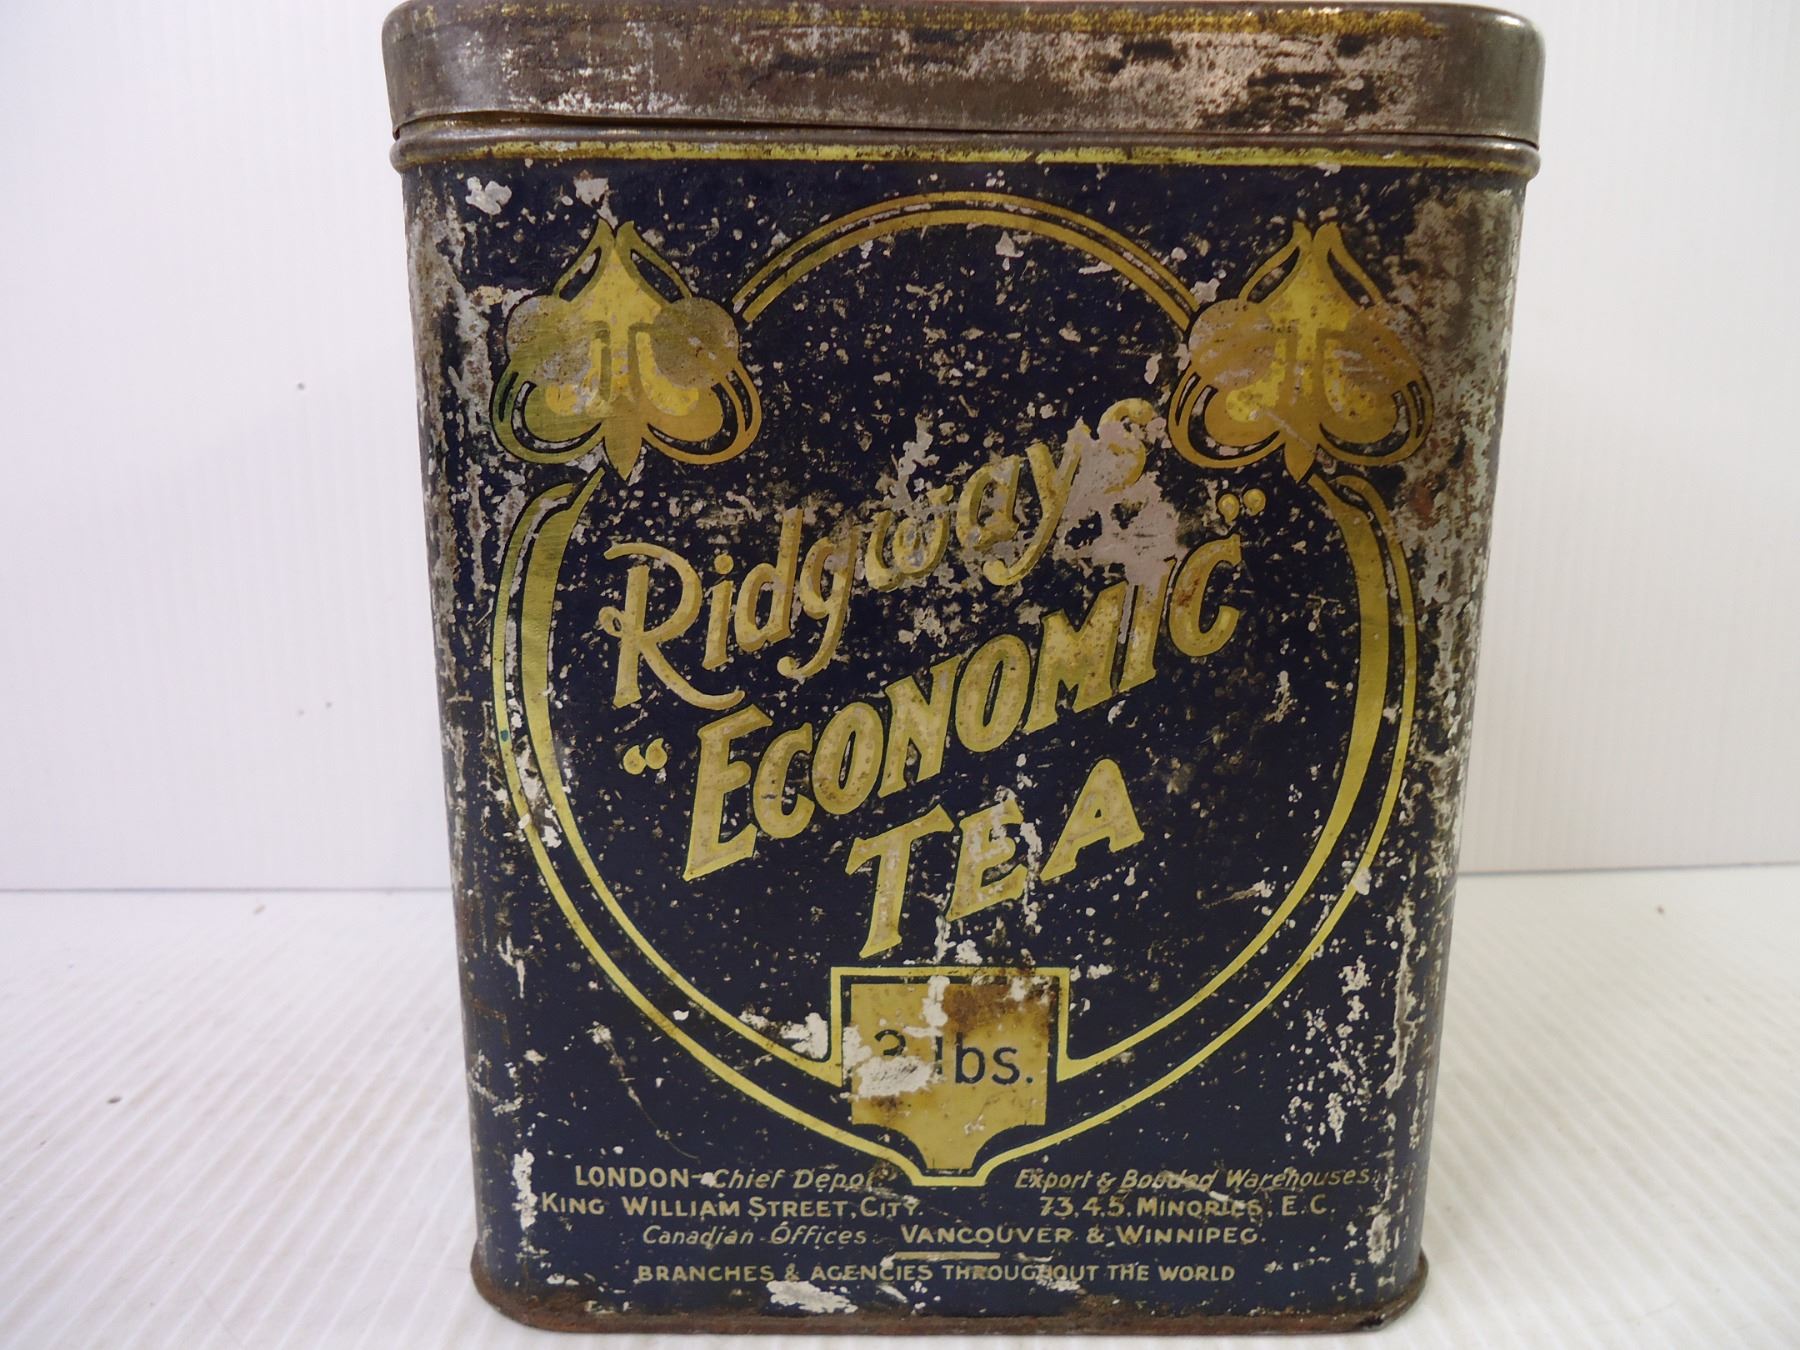 Ridgways
"ECONOMIC"
TEA
3 lbs.
LONDON-Chief Depot
KING WILLIAM STREET, CITY.
Export & Bonded Warehouses
73,4,5, MINORIES, E.C.
Canadian Offices VANCOUVER & WINNIPEG.
BRANCHES & AGENCIES THROUGHOUT THE WORLD